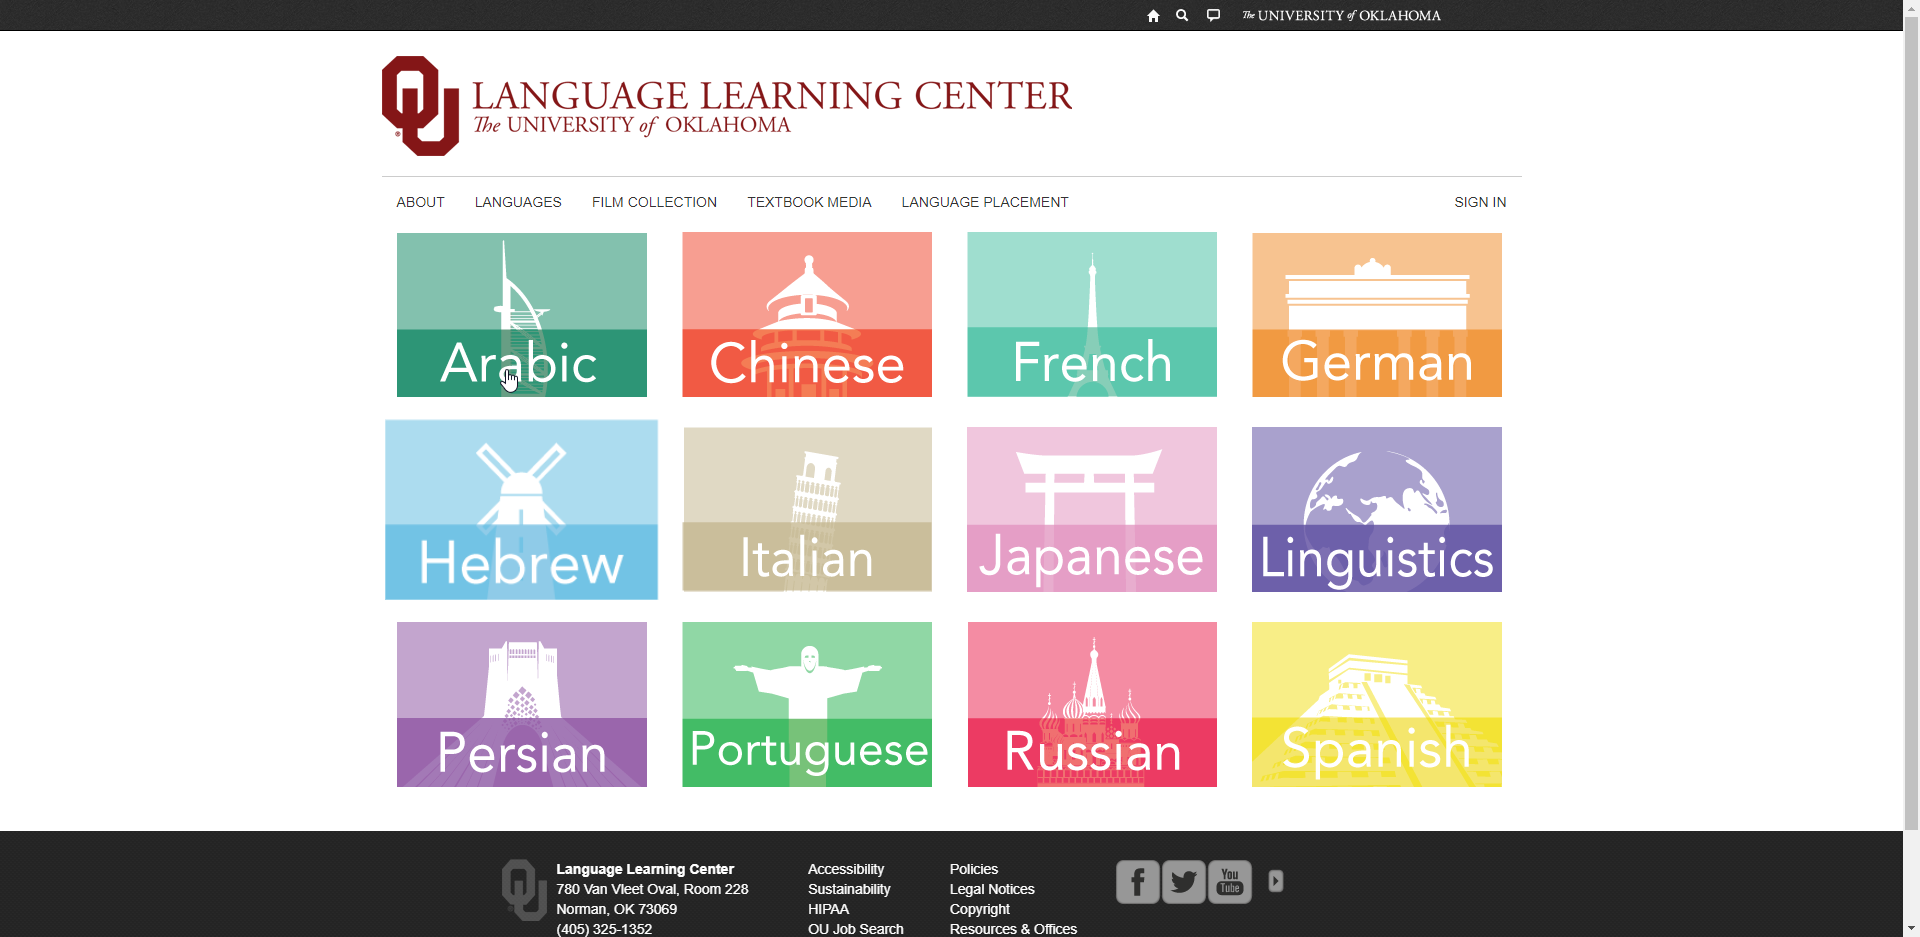 The UNIVERSITY of OKLAHOMA
OU
LANGUAGE LEARNING CENTER
The UNIVERSITY of OKLAHOMA
ABOUT LANGUAGES FILM COLLECTION TEXTBOOK MEDIA LANGUAGE PLACEMENT SIGN IN
Arabic Chinese French German
Hebrew Italian Japanese Linguistics
Persian Portuguese Russian Spanish
OU
Language Learning Center
780 Van Vleet Oval, Room 228
Norman, OK 73069
(405) 325-1352
Accessibility
Sustainability
HIPAA
OU Job Search
Policies
Legal Notices
Copyright
Resources & Offices
f
You
Tube